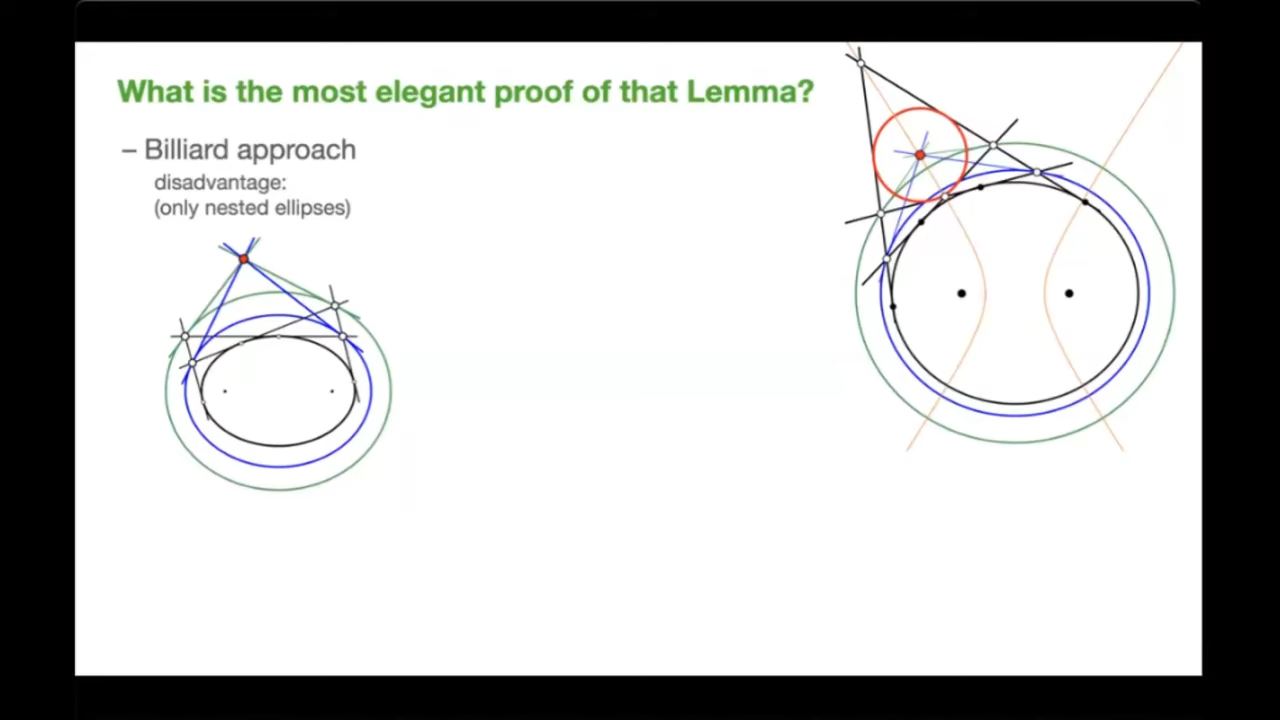 What is the most elegant proof of that Lemma?
– Billiard approach
disadvantage:
(only nested ellipses)